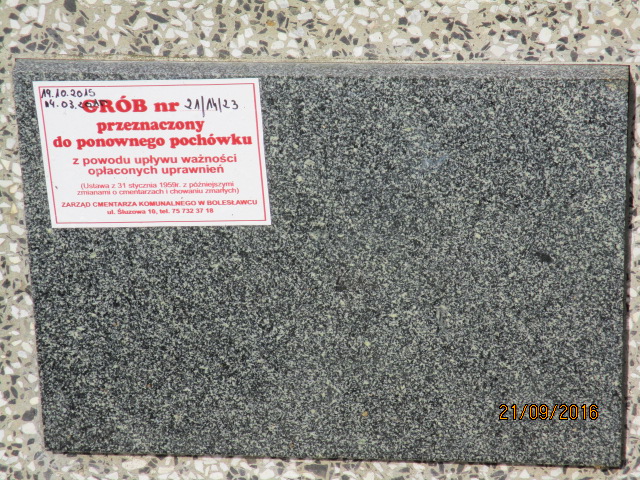 19.10.2015
14.03.
GRÓB nr 21/14/23
przeznaczony
do ponownego pochówku
z powodu upływu ważności
opłaconych uprawnień
(Ustawa z 31 stycznia 1959r. z późniejszymi
zmianami o cmentarzach i chowaniu zmarłych)
ZARZĄD CMENTARZA KOMUNALNEGO W BOLESŁAWCU
ul. Śluzowa 10, tel. 75 732 37 18
21/09/2016